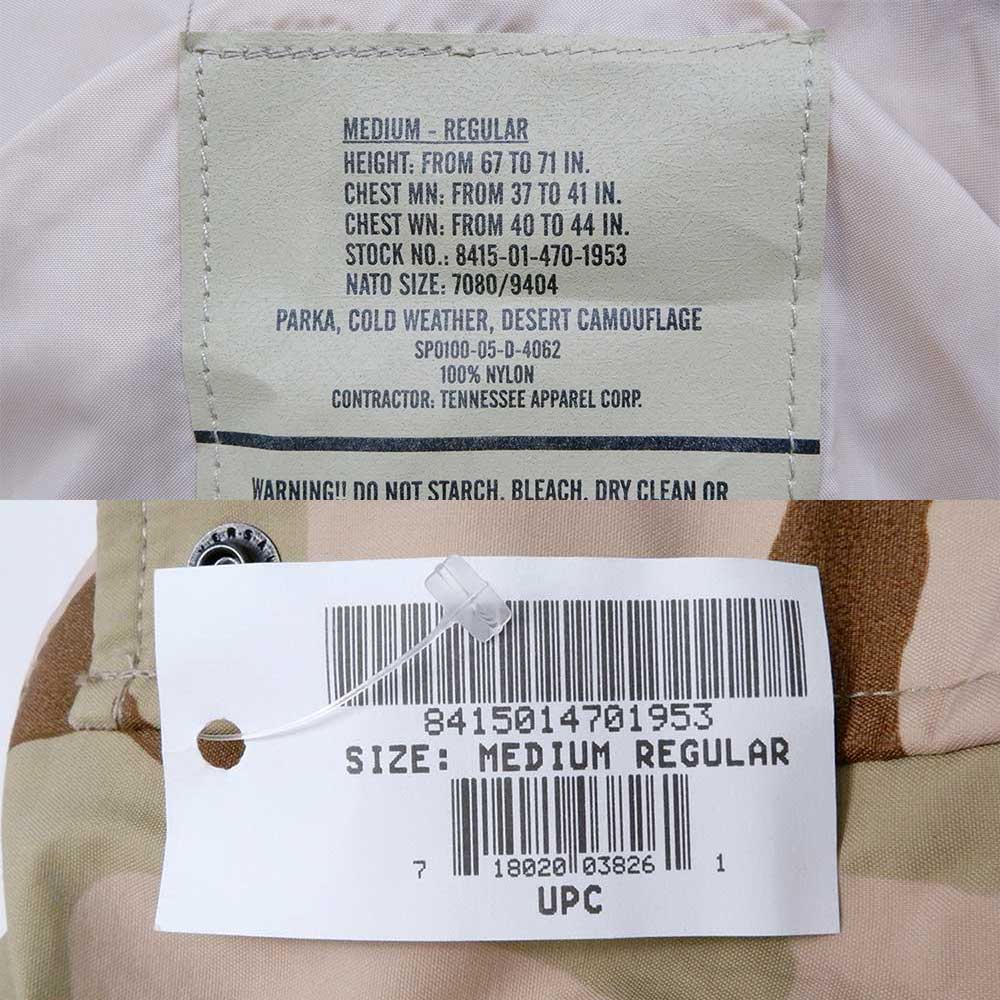 MEDIUM - REGULAR
HEIGHT: FROM 67 TO 71 IN.
CHEST MN: FROM 37 TO 41 IN.
CHEST WN: FROM 40 TO 44 IN.
STOCK NO.: 8415-01-470-1953
NATO SIZE: 7080/9404
PARKA, COLD WEATHER, DESERT CAMOUFLAGE
SP0100-05-D-4062
100% NYLON
CONTRACTOR: TENNESSEE APPAREL CORP.
WARNING!! DO NOT STARCH, BLEACH, DRY CLEAN OR
8415014701953
SIZE: MEDIUM REGULAR
7 18020 03826 1
UPC